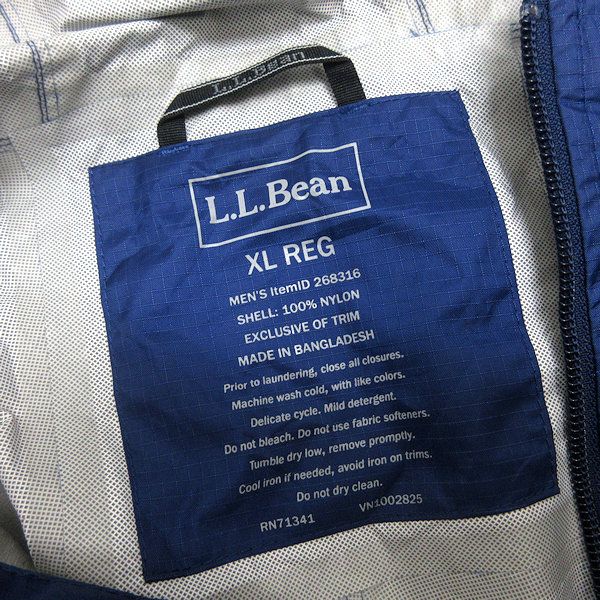 L.L.Bean
L.L.Bean
XL REG
MEN'S ItemID 268316
SHELL: 100% NYLON
EXCLUSIVE OF TRIM
MADE IN BANGLADESH
Prior to laundering, close all closures.
Machine wash cold, with like colors.
Delicate cycle. Mild detergent.
Do not bleach. Do not use fabric softeners.
Tumble dry low, remove promptly.
Cool iron if needed, avoid iron on trims.
Do not dry clean.
RN71341 VN1002825